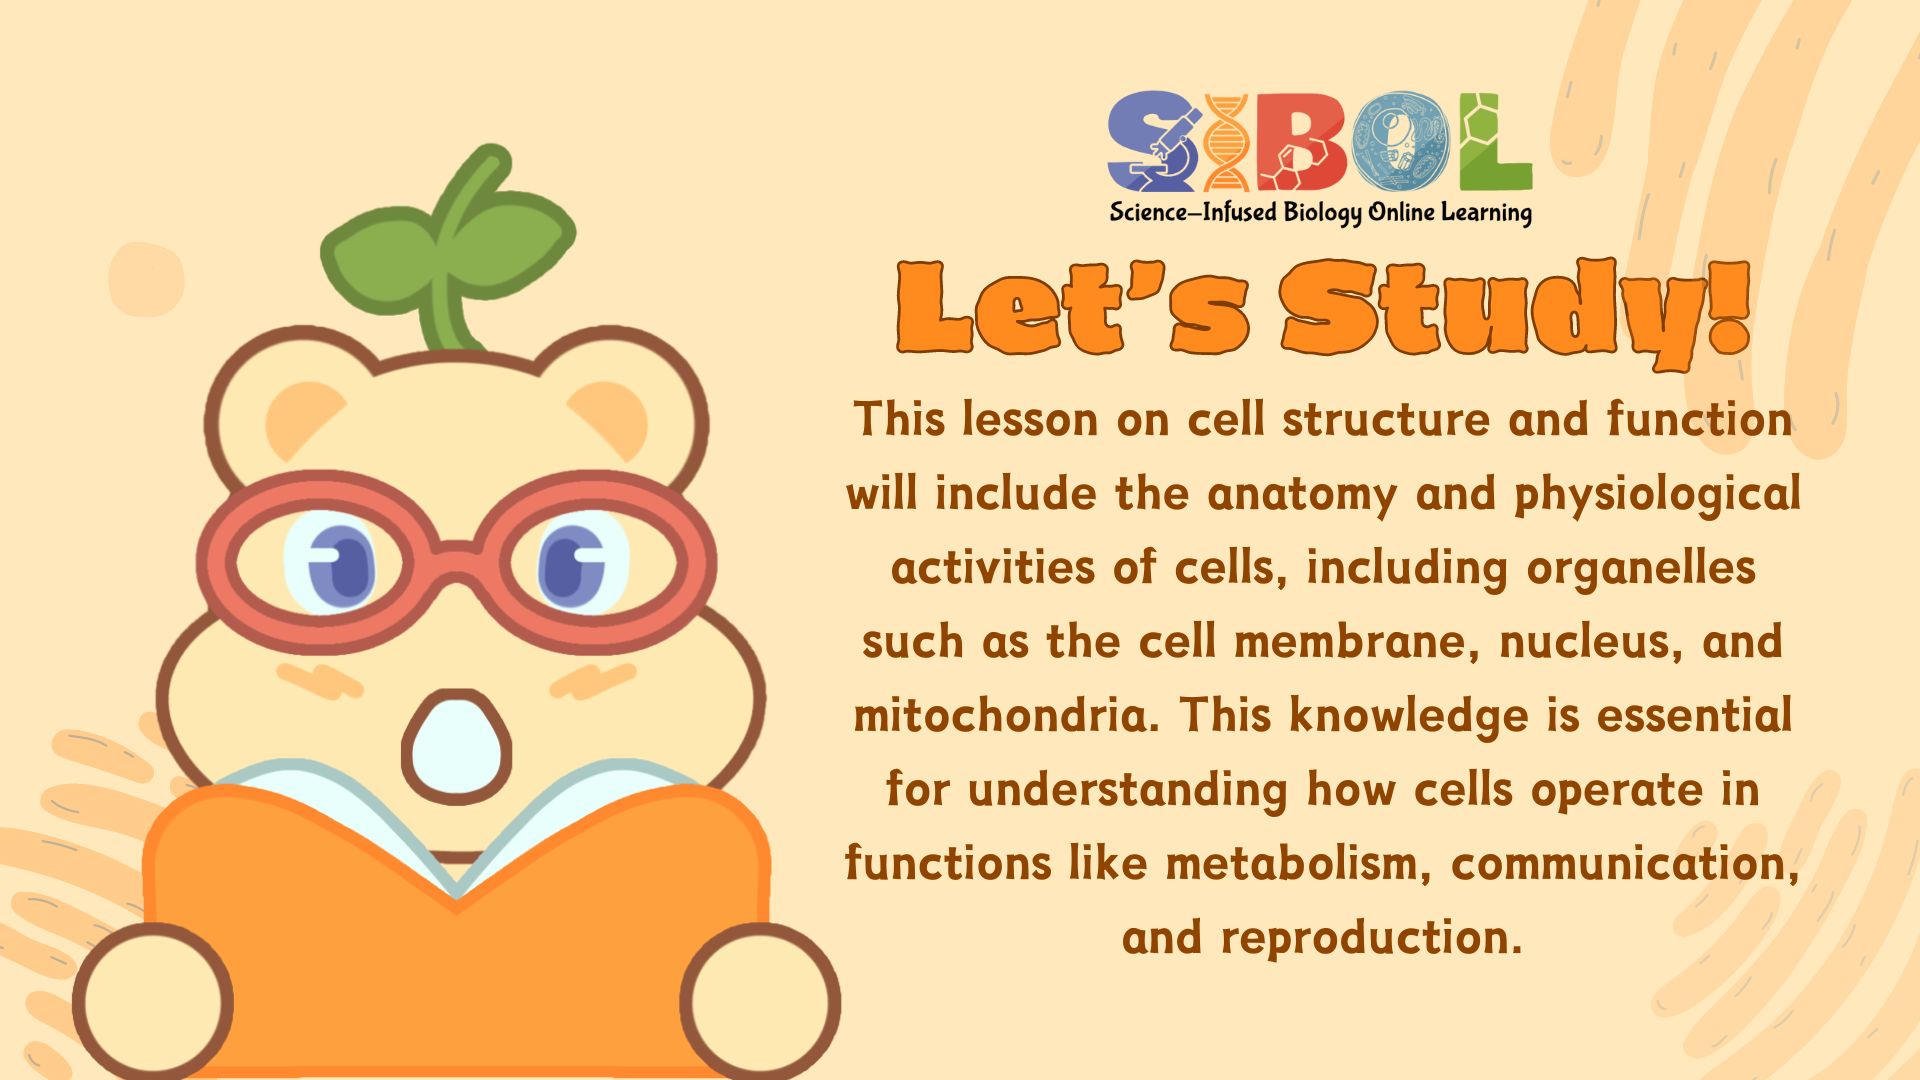 SIBOL
Science-Infused Biology Online Learning
Let's Study!
This lesson on cell structure and function
will include the anatomy and physiological
activities of cells, including organelles
such as the cell membrane, nucleus, and
mitochondria. This knowledge is essential
for understanding how cells operate in
functions like metabolism, communication,
and reproduction.